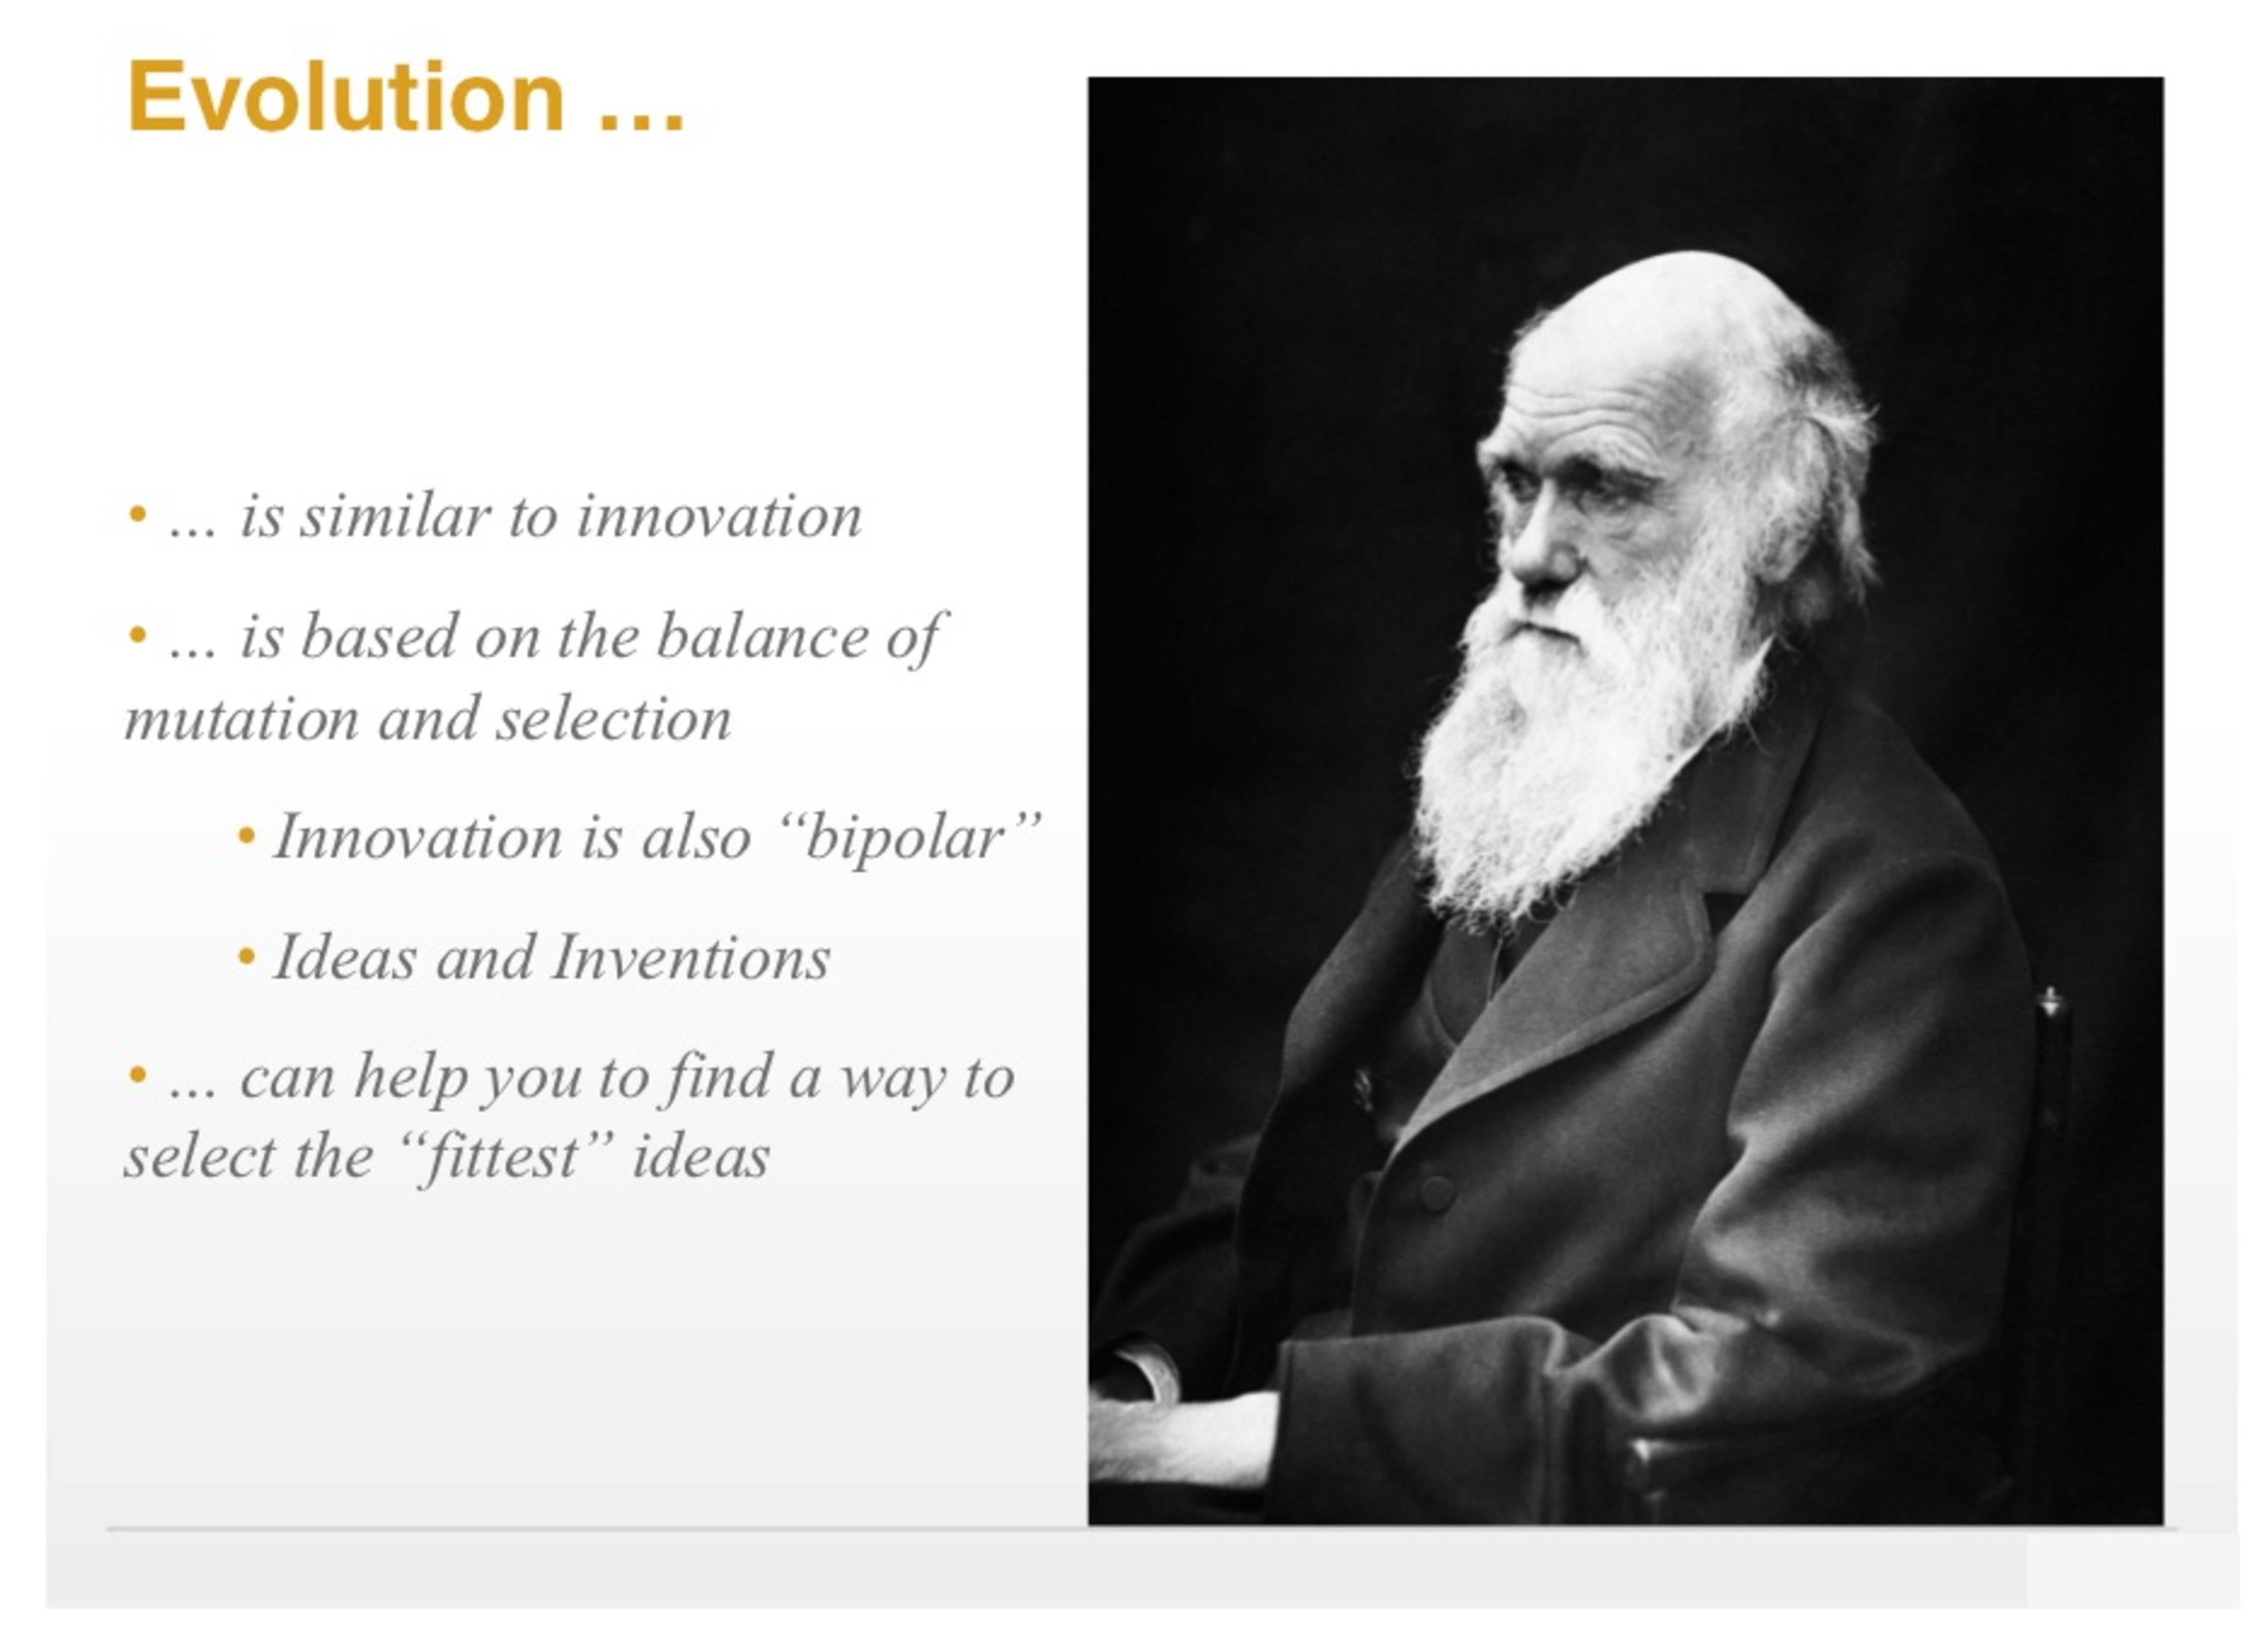 Evolution ...
• ... is similar to innovation
• ... is based on the balance of
mutation and selection
• Innovation is also “bipolar”
• Ideas and Inventions
• ... can help you to find a way to
select the “fittest” ideas